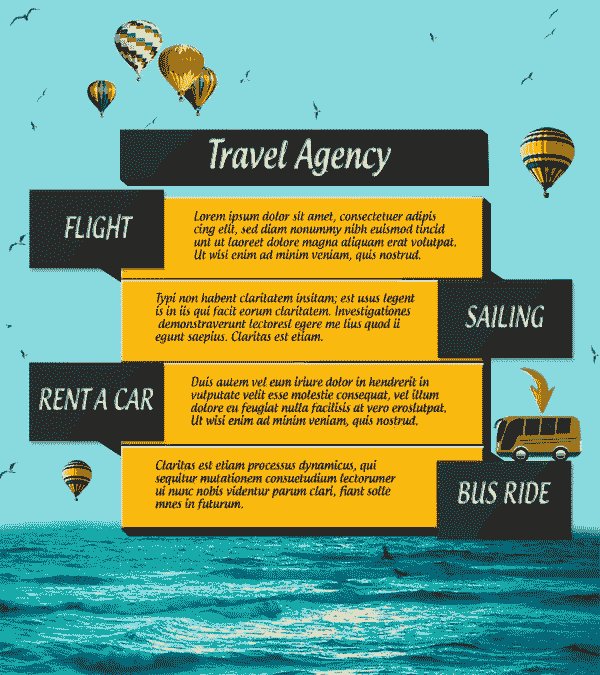 Travel Agency
FLIGHT
Lorem ipsum dolor sit amet, consectetuer adipis
cing elit, sed diam nonummy nibh euismod tincid
unt ut laoreet dolore magna aliquam erat volutpat.
Ut wisi enim ad minim veniam, quis nostrud.
Typi non habent claritatem insitam; est usus legent
is in iis qui facit eorum claritatem. Investigationes
demonstraverunt lectoresl egere me lius quod ii
egunt saepius. Claritas est etiam.
SAILING
RENT A CAR
Duis autem vel eum iriure dolor in hendrerit in
vulputate velit esse molestie consequat, vel illum
dolore eu feugiat nulla facilisis at vero eroslutpat.
Ut wisi enim ad minim veniam, quis nostrud.
Claritas est etiam processus dynamicus, qui
sequitur mutationem consuetudium lectorumer
ui nunc nobis videntur parum clari, fiant solle
mnes in futurum.
BUS RIDE